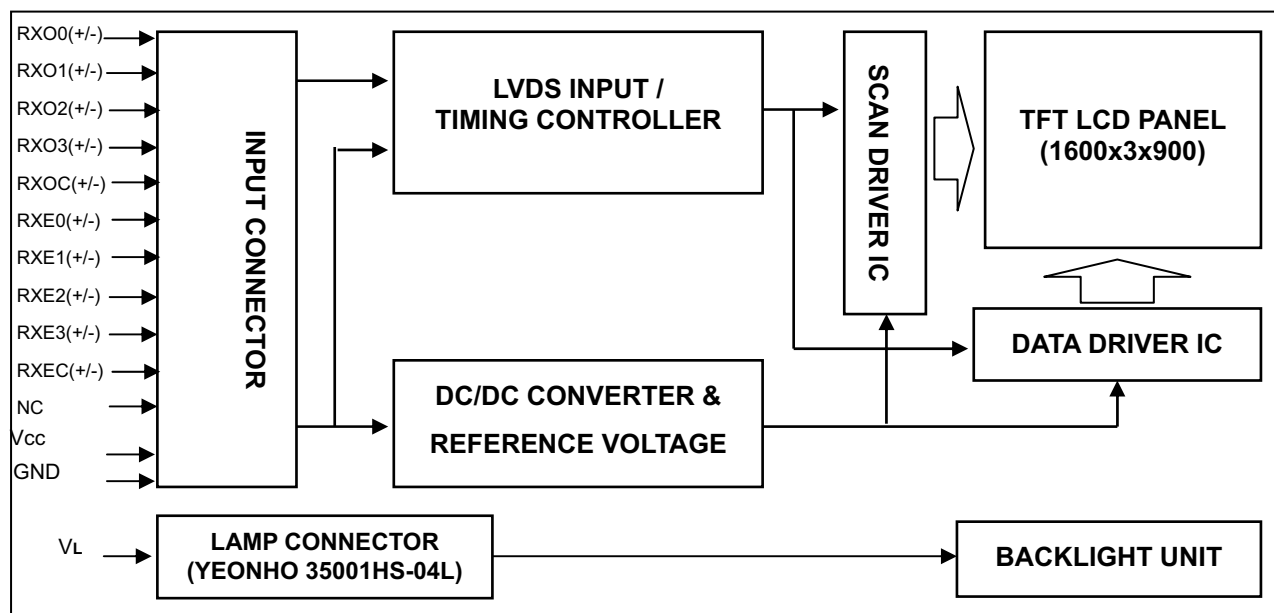 RXO0(+/-)
RXO1(+/-)
RXO2(+/-)
RXO3(+/-)
RXOC(+/-)
RXE0(+/-)
RXE1(+/-)
RXE2(+/-)
RXE3(+/-)
RXEC(+/-)
NC
Vcc
GND
INPUT CONNECTOR
LVDS INPUT /
TIMING CONTROLLER
SCAN DRIVER IC
TFT LCD PANEL
(1600x3x900)
DATA DRIVER IC
DC/DC CONVERTER &
REFERENCE VOLTAGE
VL
LAMP CONNECTOR
(YEONHO 35001HS-04L)
BACKLIGHT UNIT